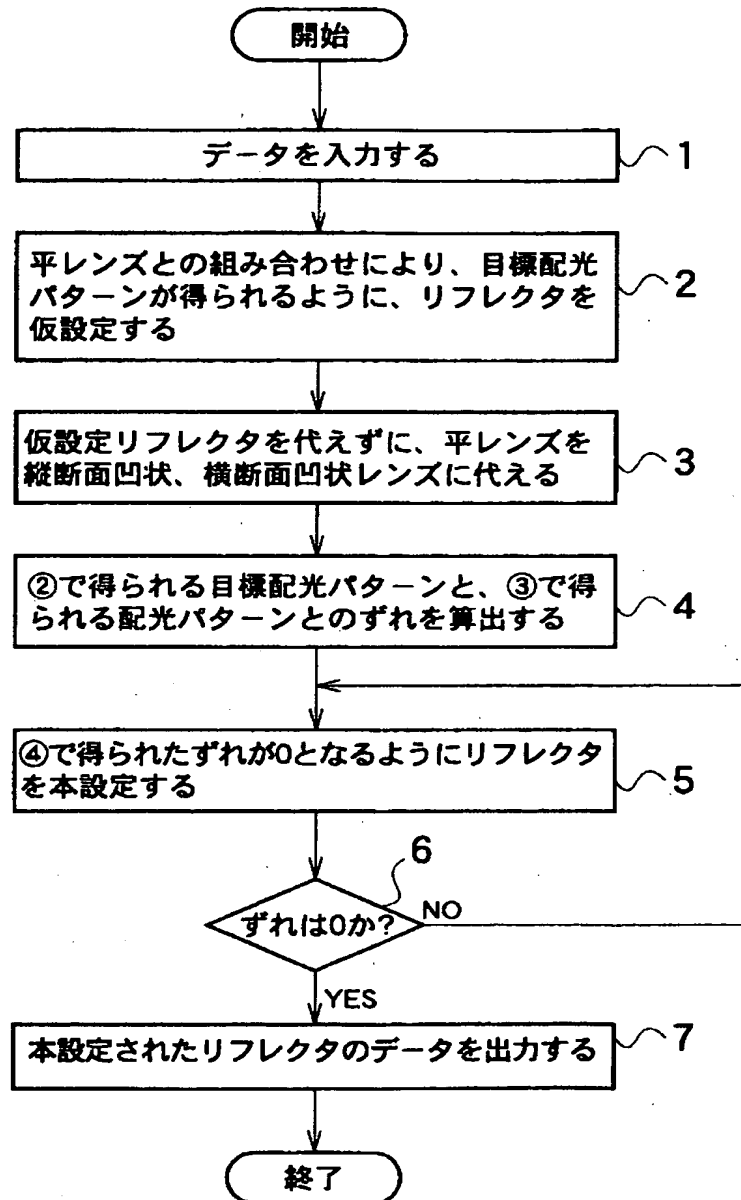 開始
データを入力する
1
平レンズとの組み合わせにより、目標配光
パターンが得られるように、リフレクタを
仮設定する
2
仮設定リフレクタを代えずに、平レンズを
縦断面凹状、横断面凹状レンズに代える
3
②で得られる目標配光パターンと、③で得
られる配光パターンとのずれを算出する
4
④で得られたずれが0となるようにリフレクタ
を本設定する
5
6
ずれは0か?
NO
YES
本設定されたリフレクタのデータを出力する
7
終了